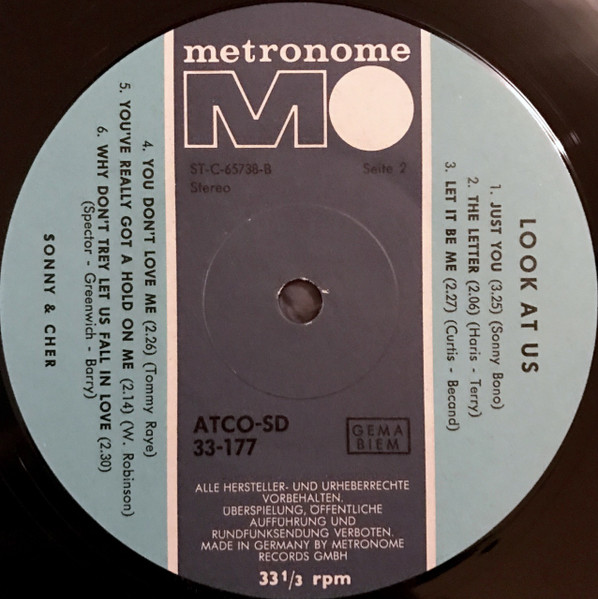 metronome
MO
ST-C-65738-B
Seite 2
Stereo
LOOK AT US
1. JUST YOU (3.25) (Sonny Bono)
2. THE LETTER (2.06) (Haris - Terry)
3. LET IT BE ME (2.27) (Curtis - Becand)
4. YOU DON'T LOVE ME (2.26) (Tommy Raye)
5. YOU'VE REALLY GOT A HOLD ON ME (2.14) (W. Robinson)
6. WHY DON'T TREY LET US FALL IN LOVE (2.30)
(Spector - Greenwich - Barry)
SONNY & CHER
ATCO-SD
33-177
GEMA
BIEM
ALLE HERSTELLER- UND URHEBERRECHTE
VORBEHALTEN.
ÜBERSPIELUNG, ÖFFENTLICHE
AUFFÜHRUNG UND
RUNDFUNKSENDUNG VERBOTEN.
MADE IN GERMANY BY METRONOME
RECORDS GMBH
33 1/3 rpm